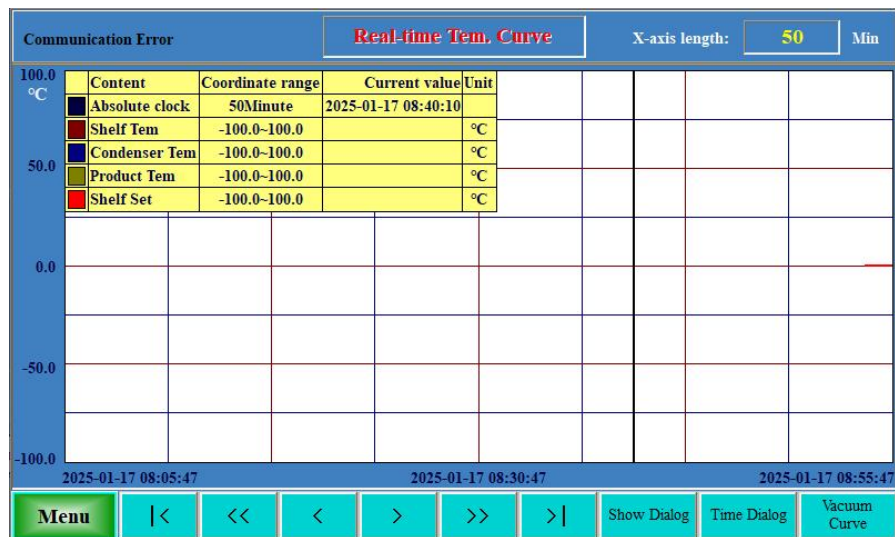 Communication Error
Real-time Tem. Curve
X-axis length: 50 Min
100.0
°C
50.0
0.0
-50.0
-100.0
Content Coordinate range Current value Unit
Absolute clock 50Minute 2025-01-17 08:40:10
Shelf Tem -100.0~100.0 °C
Condenser Tem -100.0~100.0 °C
Product Tem -100.0~100.0 °C
Shelf Set -100.0~100.0 °C
2025-01-17 08:05:47 2025-01-17 08:30:47 2025-01-17 08:55:47
Menu |< << < > >> >| Show Dialog Time Dialog Vacuum
Curve